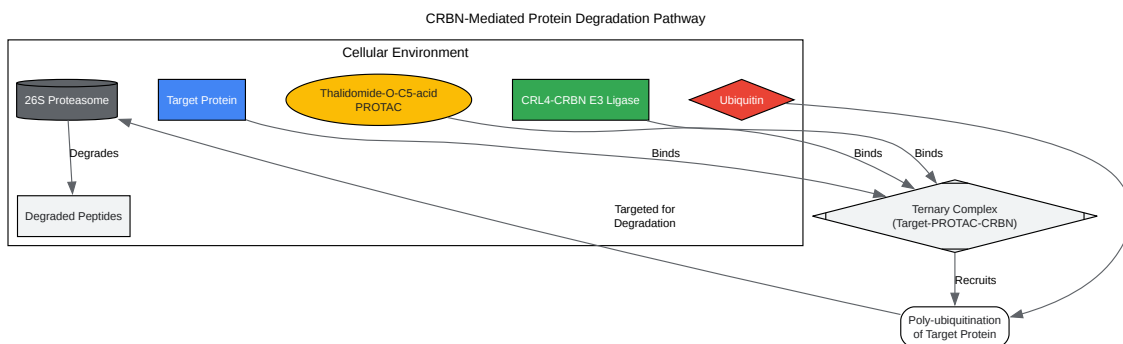 CRBN-Mediated Protein Degradation Pathway
Cellular Environment
26S Proteasome
Target Protein
Thalidomide-O-C5-acid
PROTAC
CRL4-CRBN E3 Ligase
Ubiquitin
Degrades
Binds
Binds
Binds
Degraded Peptides
Targeted for
Degradation
Ternary Complex
(Target-PROTAC-CRBN)
Recruits
Poly-ubiquitination
of Target Protein